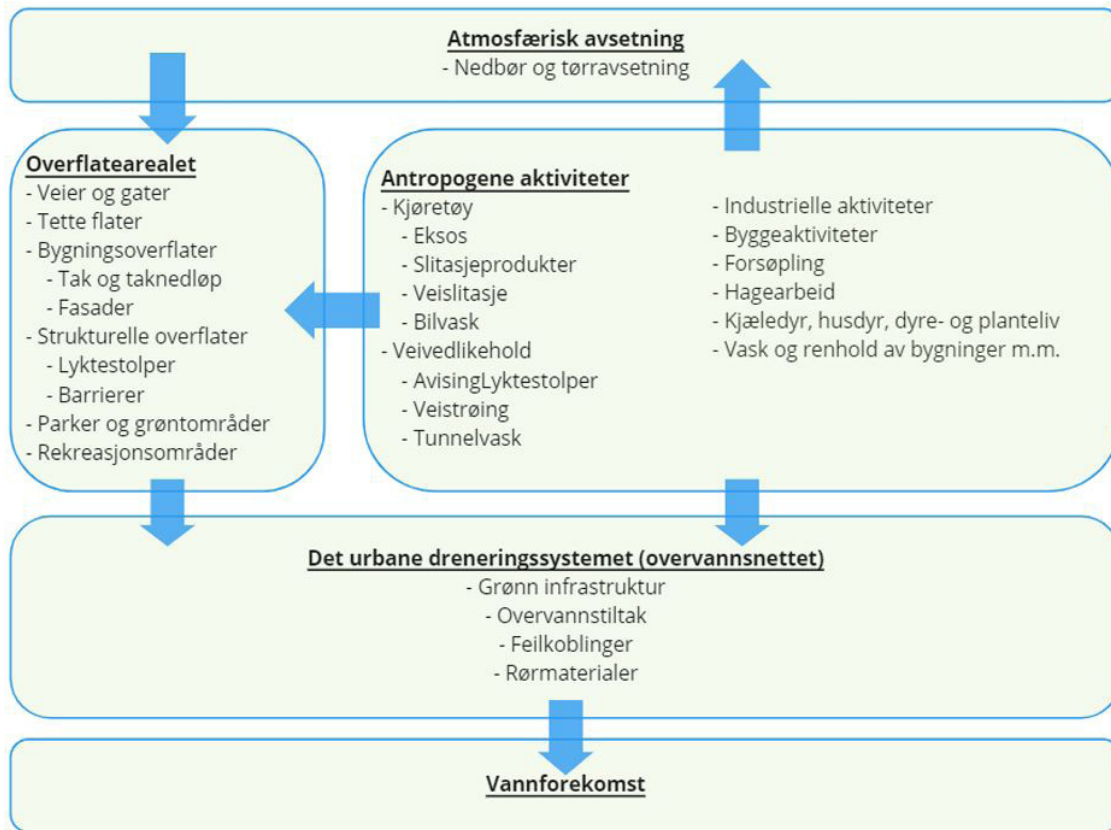 Atmosfærisk avsetning
- Nedbør og tørravsetning
Overflatearealet
- Veier og gater
- Tette flater
- Bygningsoverflater
- Tak og taknedløp
- Fasader
- Strukturelle overflater
- Lyktestolper
- Barrierer
- Parker og grøntområder
- Rekreasjonsområder
Antropogene aktiviteter
- Kjøretøy
- Eksos
- Slitasjeprodukter
- Veislitasje
- Bilvask
- Veivedlikehold
- AvisingLyktestolper
- Veistrøing
- Tunnelvask
- Industrielle aktiviteter
- Byggeaktiviteter
- Forsøpling
- Hagearbeid
- Kjæledyr, husdyr, dyre- og planteliv
- Vask og renhold av bygninger m.m.
Det urbane dreneringssystemet (overvannsnettet)
- Grønn infrastruktur
- Overvannstiltak
- Feilkoblinger
- Rørmaterialer
Vannforekomst